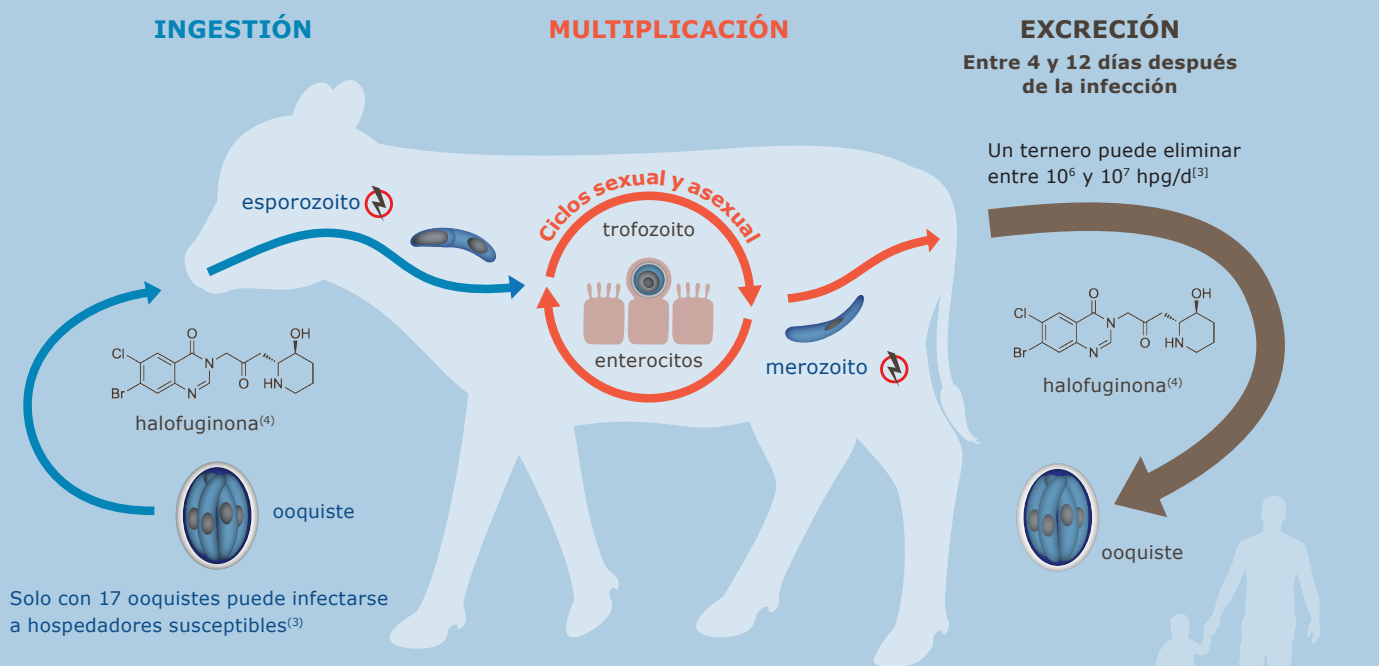 INGESTIÓN
MULTIPLICACIÓN
EXCRECIÓN
Entre 4 y 12 días después
de la infección
Un ternero puede eliminar
entre 10⁶ y 10⁷ hpg/d[3]
esporozoito
Ciclos sexual y asexual
trofozoito
enterocitos
merozoito
O
OH
Cl
N
Br
N
O
HN
halofuginona(4)
O
OH
Cl
N
Br
N
O
HN
halofuginona(4)
ooquiste
ooquiste
Solo con 17 ooquistes puede infectarse
a hospedadores susceptibles(3)